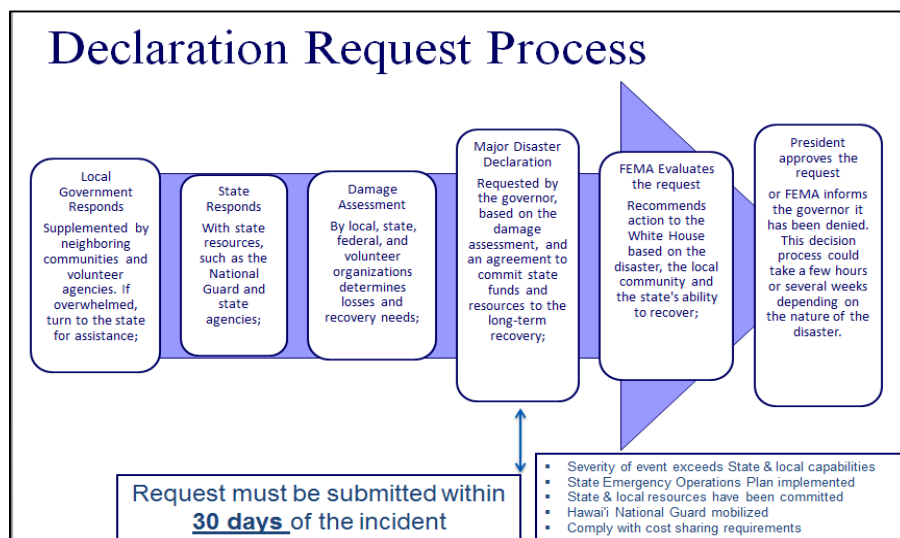 Declaration Request Process
Local
Government
Responds
Supplemented by
neighboring
communities and
volunteer
agencies. If
overwhelmed,
turn to the state
for assistance;
State
Responds
With state
resources,
such as the
National
Guard and
state
agencies;
Damage
Assessment
By local, state,
federal, and
volunteer
organizations
determines
losses and
recovery needs;
Major Disaster
Declaration
Requested by
the governor,
based on the
damage
assessment, and
an agreement to
commit state
funds and
resources to the
long-term
recovery;
FEMA Evaluates
the request
Recommends
action to the
White House
based on the
disaster, the local
community and
the state's ability
to recover;
President
approves the
request
or FEMA informs
the governor it
has been denied.
This decision
process could
take a few hours
or several weeks
depending on
the nature of the
disaster.
Request must be submitted within
30 days of the incident
▪ Severity of event exceeds State & local capabilities
▪ State Emergency Operations Plan implemented
▪ State & local resources have been committed
▪ Hawai'i National Guard mobilized
▪ Comply with cost sharing requirements